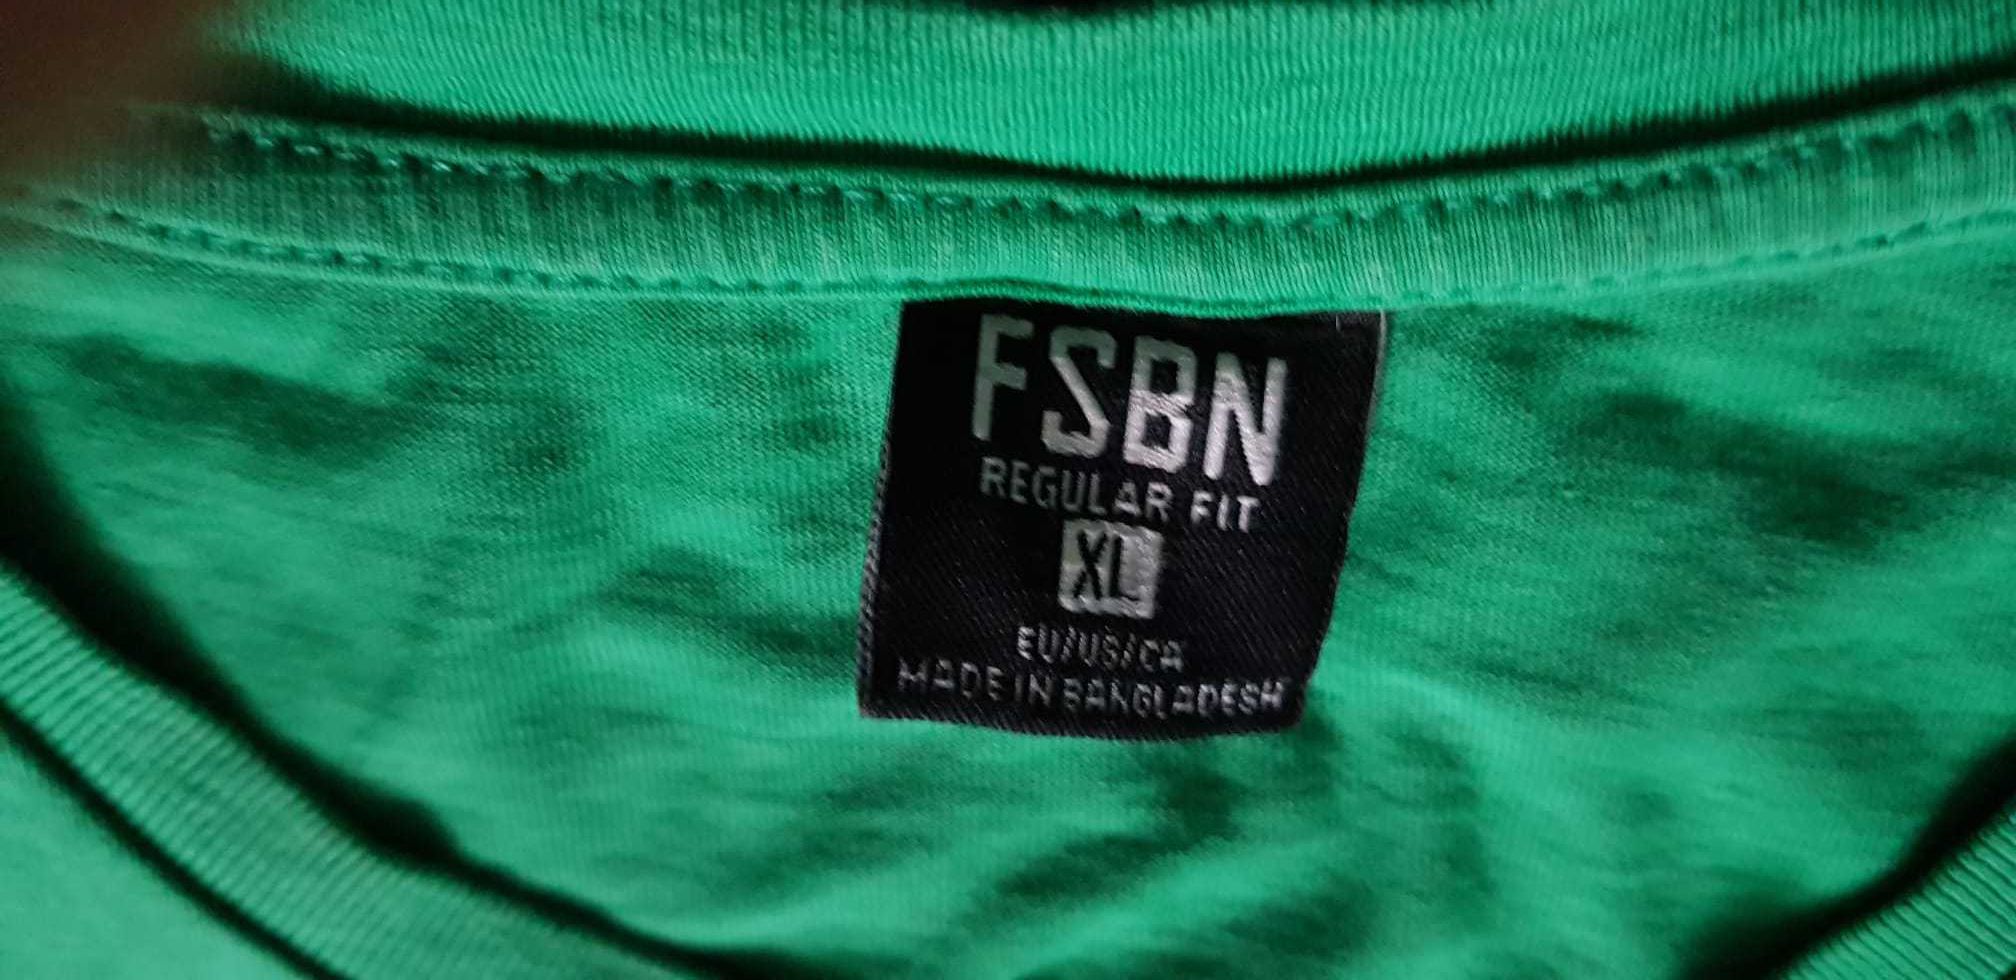 FSBN
REGULAR FIT
XL
EU/US/CA
MADE IN BANGLADESH